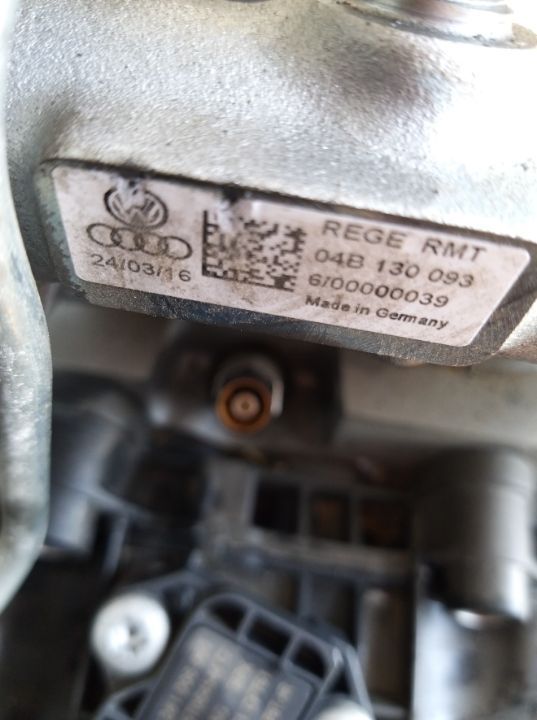 REGE RMT
04B 130 093
24/03/16
6/00000039
Made in Germany